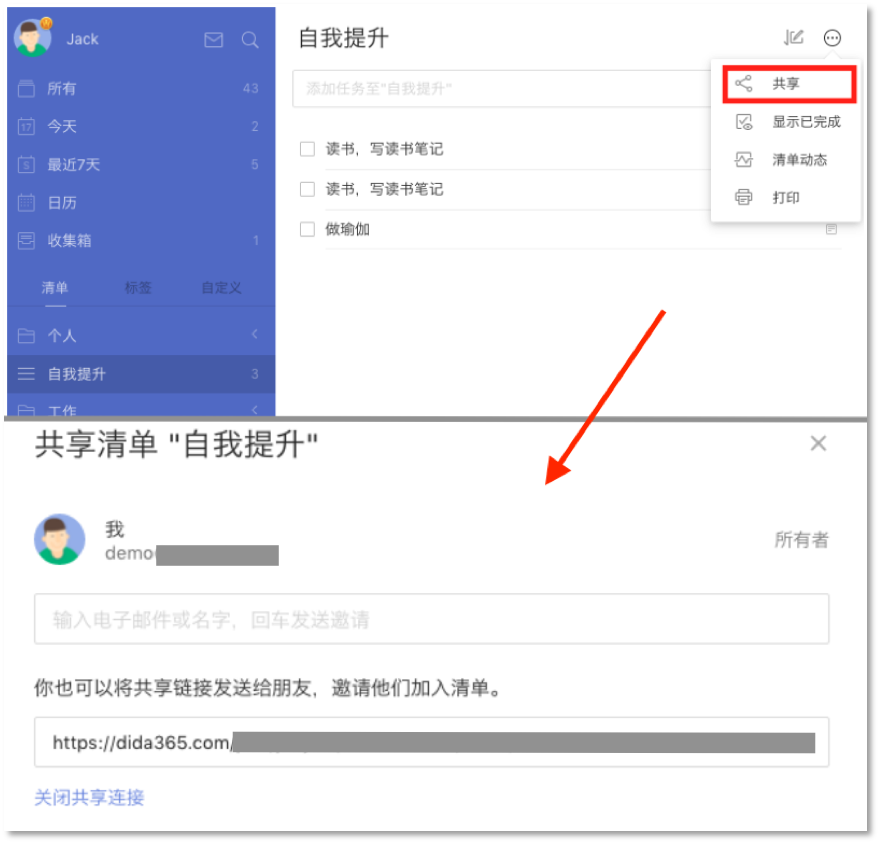 Jack
所有 43
17
今天 2
S
最近7天 5
日历
收集箱 1
清单 标签 自定义
个人
自我提升 3
工作
自我提升
添加任务至"自我提升"
读书，写读书笔记
读书，写读书笔记
做瑜伽
共享
显示已完成
清单动态
打印
共享清单 "自我提升"
我
demo
所有者
输入电子邮件或名字，回车发送邀请
你也可以将共享链接发送给朋友，邀请他们加入清单。
https://dida365.com/
关闭共享连接